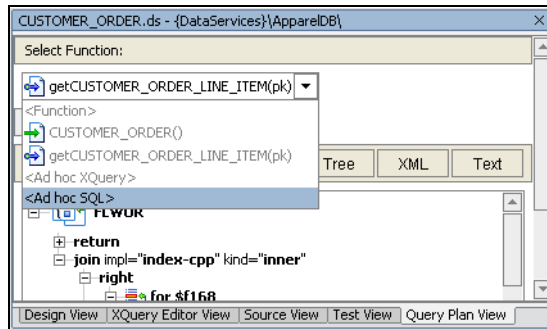 CUSTOMER_ORDER.ds - {DataServices}\ApparelDB\
Select Function:
getCUSTOMER_ORDER_LINE_ITEM(pk)
<Function>
CUSTOMER_ORDER()
getCUSTOMER_ORDER_LINE_ITEM(pk)
<Ad hoc XQuery>
<Ad hoc SQL>
Tree XML Text
FLWOR
return
join impl="index-cpp" kind="inner"
right
for $f168
Design View XQuery Editor View Source View Test View Query Plan View